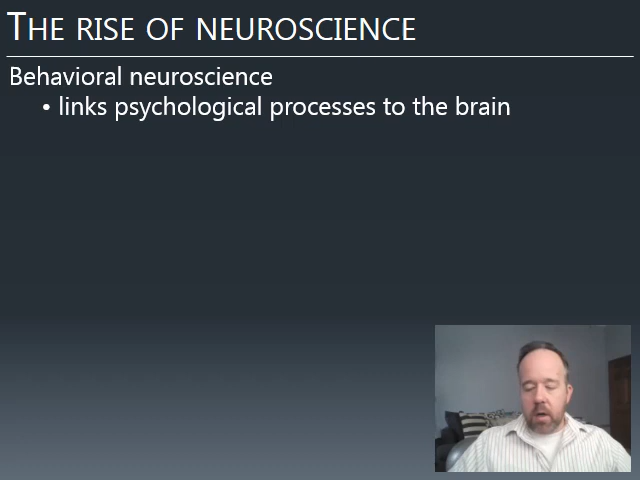 THE RISE OF NEUROSCIENCE
Behavioral neuroscience
• links psychological processes to the brain